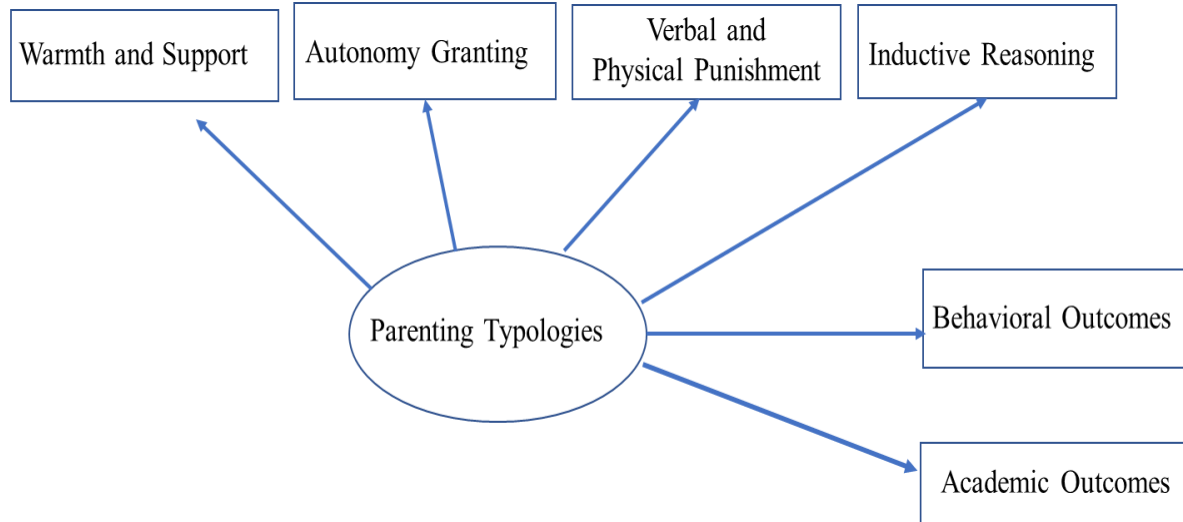 Warmth and Support
Autonomy Granting
Verbal and
Physical Punishment
Inductive Reasoning
Parenting Typologies
Behavioral Outcomes
Academic Outcomes